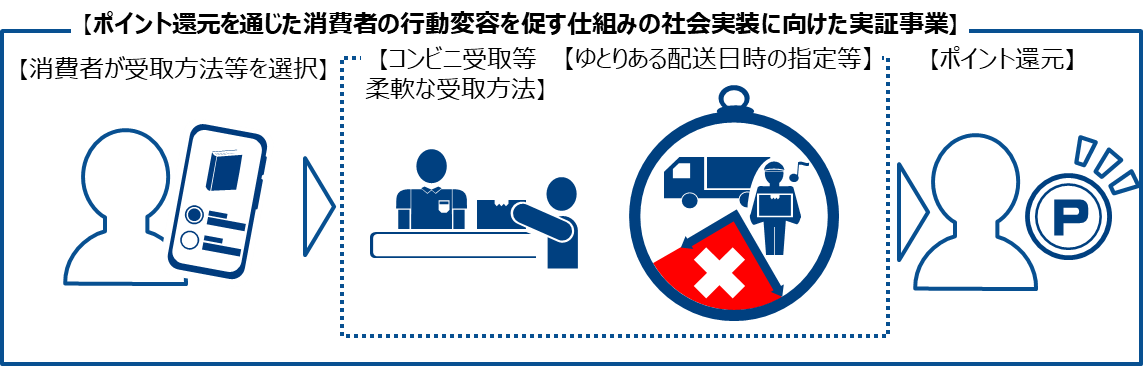 【ポイント還元を通じた消費者の行動変容を促す仕組みの社会実装に向けた実証事業】
【消費者が受取方法等を選択】
【コンビニ受取等
柔軟な受取方法】
【ゆとりある配送日時の指定等】
【ポイント還元】
P